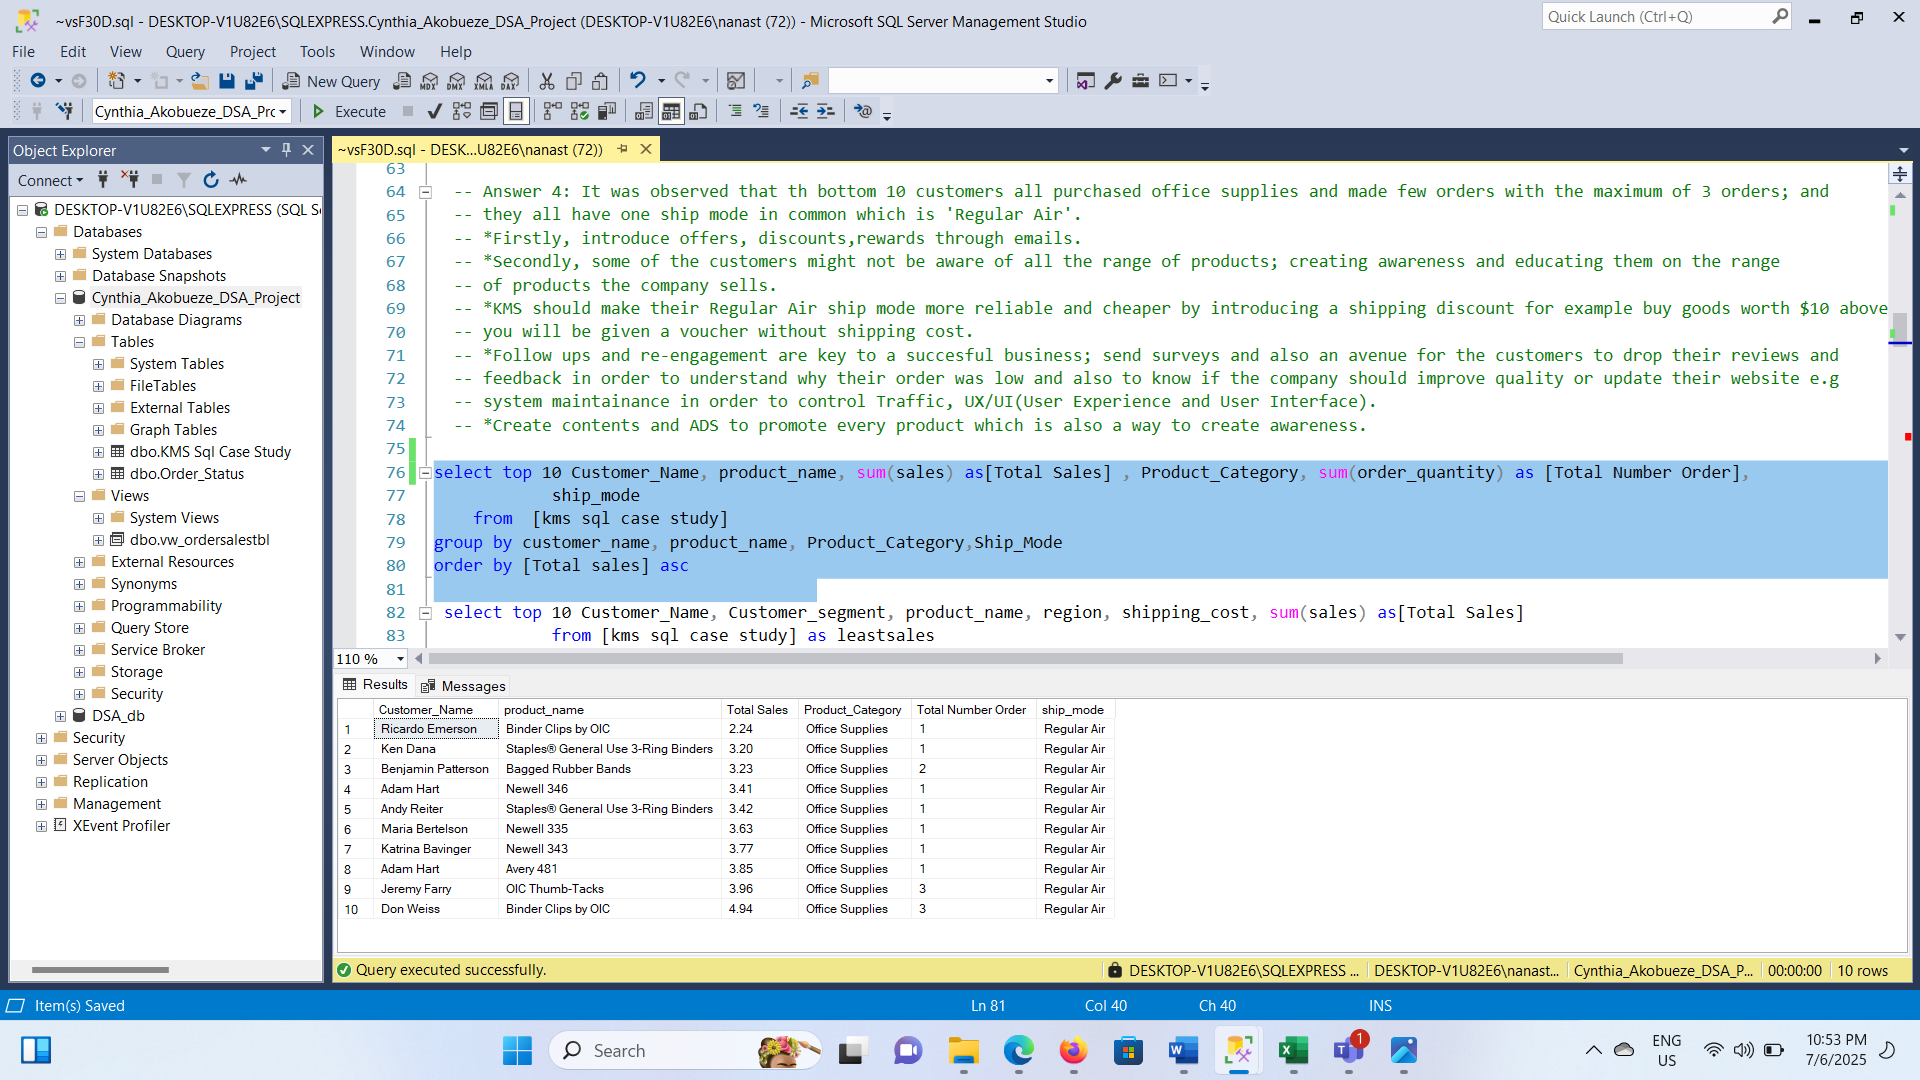 ~vsF30D.sql - DESKTOP-V1U82E6\SQLEXPRESS.Cynthia_Akobueze_DSA_Project (DESKTOP-V1U82E6\nanast (72)) - Microsoft SQL Server Management Studio
Quick Launch (Ctrl+Q)
File Edit View Query Project Tools Window Help
New Query
MDX DMX XMLA DAX
Cynthia_Akobueze_DSA_Prc
Execute
Object Explorer
Connect
DESKTOP-V1U82E6\SQLEXPRESS (SQL S
Databases
System Databases
Database Snapshots
Cynthia_Akobueze_DSA_Project
Database Diagrams
Tables
System Tables
FileTables
External Tables
Graph Tables
dbo.KMS Sql Case Study
dbo.Order_Status
Views
System Views
dbo.vw_ordersalestbl
External Resources
Synonyms
Programmability
Query Store
Service Broker
Storage
Security
DSA_db
Security
Server Objects
Replication
Management
XEvent Profiler
~vsF30D.sql - DESK...U82E6\nanast (72))
63
64 -- Answer 4: It was observed that th bottom 10 customers all purchased office supplies and made few orders with the maximum of 3 orders; and
65 -- they all have one ship mode in common which is 'Regular Air'.
66 -- *Firstly, introduce offers, discounts,rewards through emails.
67 -- *Secondly, some of the customers might not be aware of all the range of products; creating awareness and educating them on the range
68 -- of products the company sells.
69 -- *KMS should make their Regular Air ship mode more reliable and cheaper by introducing a shipping discount for example buy goods worth $10 above
70 -- you will be given a voucher without shipping cost.
71 -- *Follow ups and re-engagement are key to a succesful business; send surveys and also an avenue for the customers to drop their reviews and
72 -- feedback in order to understand why their order was low and also to know if the company should improve quality or update their website e.g
73 -- system maintainance in order to control Traffic, UX/UI(User Experience and User Interface).
74 -- *Create contents and ADS to promote every product which is also a way to create awareness.
75
76 select top 10 Customer_Name, product_name, sum(sales) as[Total Sales] , Product_Category, sum(order_quantity) as [Total Number Order],
77 ship_mode
78 from [kms sql case study]
79 group by customer_name, product_name, Product_Category,Ship_Mode
80 order by [Total sales] asc
81
82 select top 10 Customer_Name, Customer_segment, product_name, region, shipping_cost, sum(sales) as[Total Sales]
83 from [kms sql case study] as leastsales
110 %
Results Messages
Customer_Name product_name Total Sales Product_Category Total Number Order ship_mode
1 Ricardo Emerson Binder Clips by OIC 2.24 Office Supplies 1 Regular Air
2 Ken Dana Staples® General Use 3-Ring Binders 3.20 Office Supplies 1 Regular Air
3 Benjamin Patterson Bagged Rubber Bands 3.23 Office Supplies 2 Regular Air
4 Adam Hart Newell 346 3.41 Office Supplies 1 Regular Air
5 Andy Reiter Staples® General Use 3-Ring Binders 3.42 Office Supplies 1 Regular Air
6 Maria Bertelson Newell 335 3.63 Office Supplies 1 Regular Air
7 Katrina Bavinger Newell 343 3.77 Office Supplies 1 Regular Air
8 Adam Hart Avery 481 3.85 Office Supplies 1 Regular Air
9 Jeremy Farry OIC Thumb-Tacks 3.96 Office Supplies 3 Regular Air
10 Don Weiss Binder Clips by OIC 4.94 Office Supplies 3 Regular Air
Query executed successfully.
DESKTOP-V1U82E6\SQLEXPRESS ... DESKTOP-V1U82E6\nanast... Cynthia_Akobueze_DSA_P... 00:00:00 10 rows
Item(s) Saved
Ln 81 Col 40 Ch 40 INS
Search
1
ENG
US
10:53 PM
7/6/2025